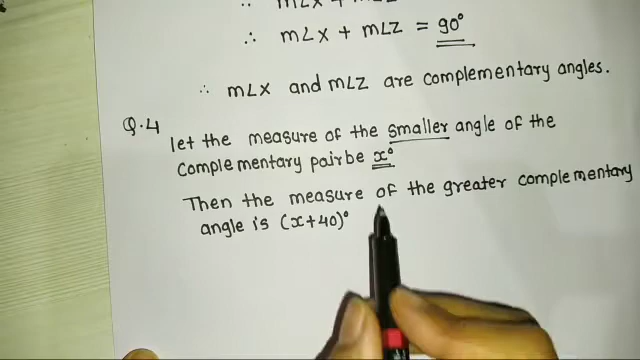 ∴ m∠X + m∠Z
∴ m∠X + m∠Z = 90°
∴ m∠X and m∠Z are complementary angles.
Q.4
let the measure of the smaller angle of the
complementary pair be x°
Then the measure of the greater complementary
angle is (x+40)°